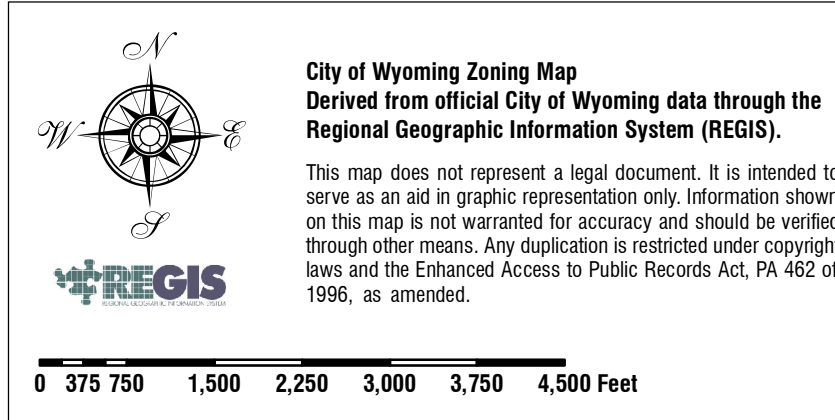 N
W E
S
REGIS
REGIONAL GEOGRAPHIC INFORMATION SYSTEM
City of Wyoming Zoning Map
Derived from official City of Wyoming data through the
Regional Geographic Information System (REGIS).
This map does not represent a legal document. It is intended to
serve as an aid in graphic representation only. Information shown
on this map is not warranted for accuracy and should be verified
through other means. Any duplication is restricted under copyright
laws and the Enhanced Access to Public Records Act, PA 462 of
1996, as amended.
0 375 750 1,500 2,250 3,000 3,750 4,500 Feet